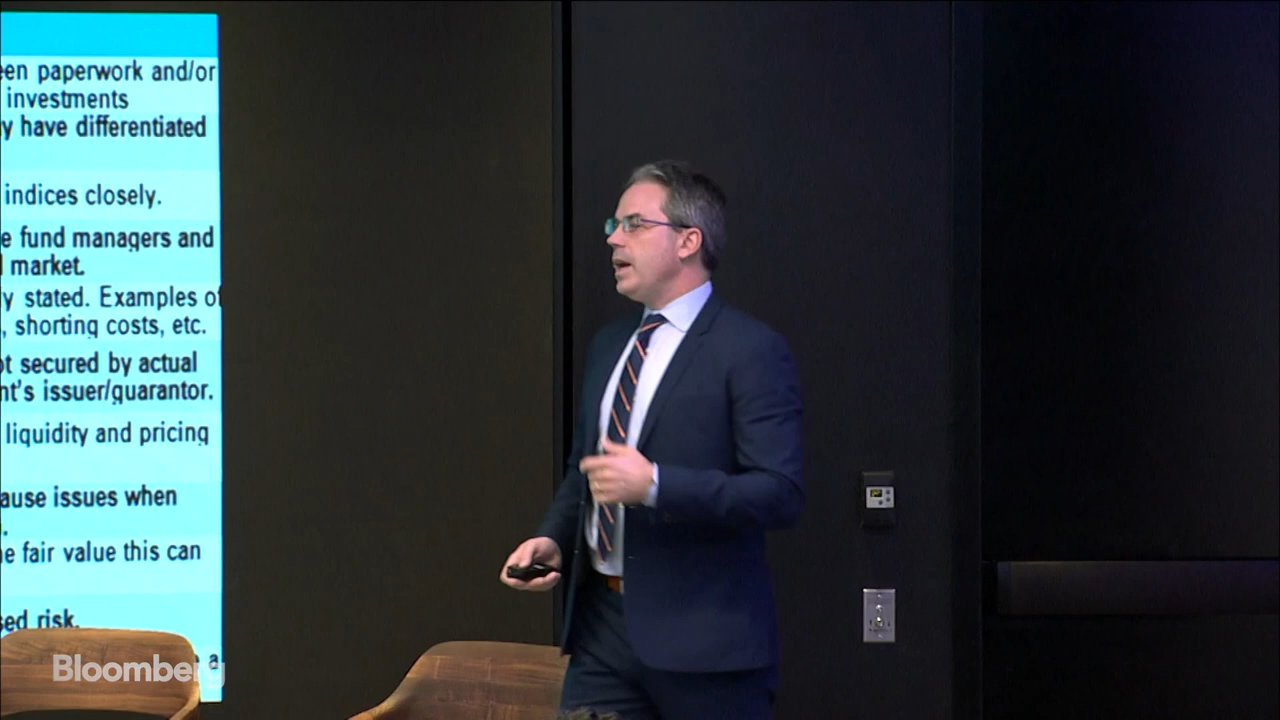 een paperwork and/or
investments
y have differentiated
indices closely.
e fund managers and
l market.
y stated. Examples of
, shorting costs, etc.
ot secured by actual
nt's issuer/guarantor.
liquidity and pricing
ause issues when
.
e fair value this can
sed risk.
a
Bloomberg